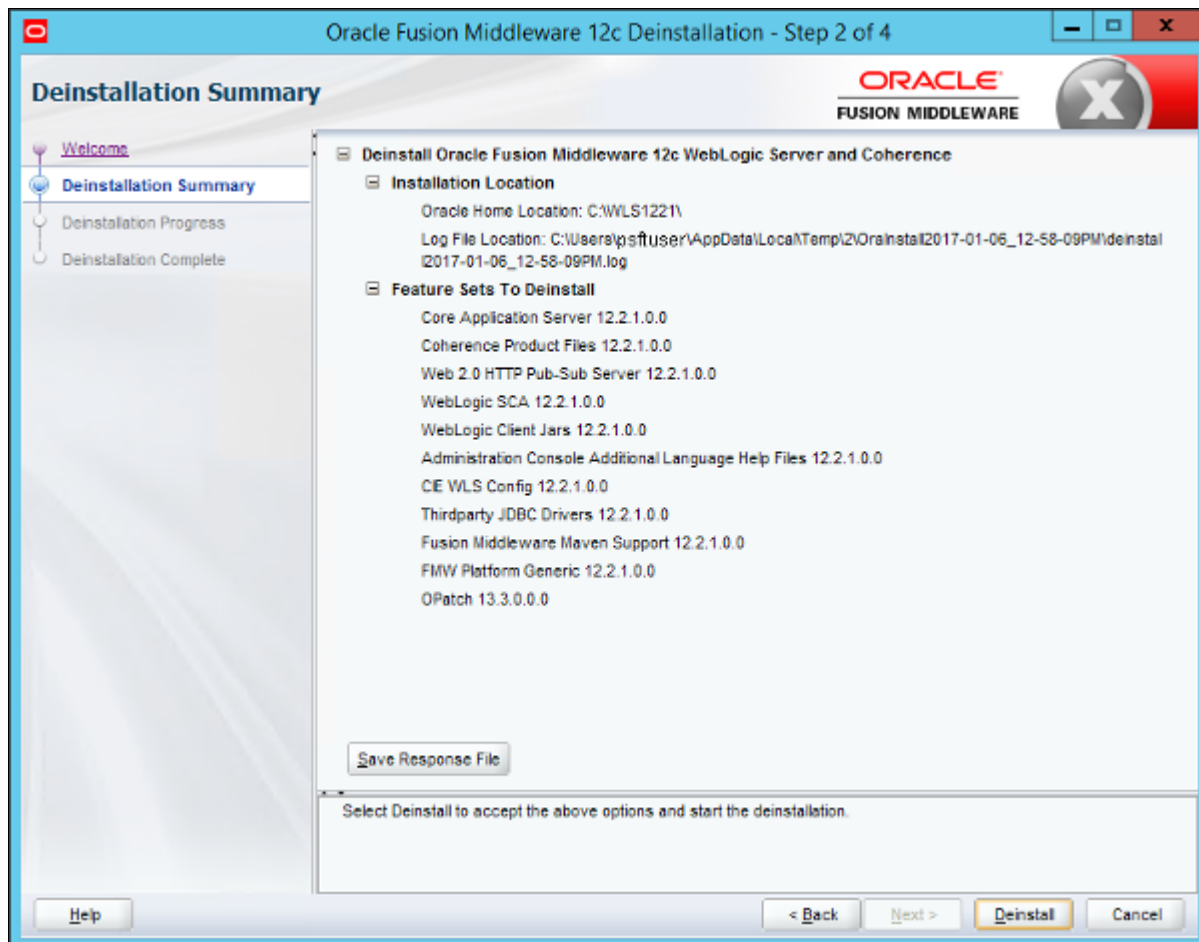 Oracle Fusion Middleware 12c Deinstallation - Step 2 of 4
Deinstallation Summary
ORACLE
FUSION MIDDLEWARE
Welcome
Deinstallation Summary
Deinstallation Progress
Deinstallation Complete
Deinstall Oracle Fusion Middleware 12c WebLogic Server and Coherence
Installation Location
Oracle Home Location: C:\WLS1221\
Log File Location: C:\Users\psftuser\AppData\Local\Temp\2\OraInstall2017-01-06_12-58-09PM\deinstal
l2017-01-06_12-58-09PM.log
Feature Sets To Deinstall
Core Application Server 12.2.1.0.0
Coherence Product Files 12.2.1.0.0
Web 2.0 HTTP Pub-Sub Server 12.2.1.0.0
WebLogic SCA 12.2.1.0.0
WebLogic Client Jars 12.2.1.0.0
Administration Console Additional Language Help Files 12.2.1.0.0
CIE WLS Config 12.2.1.0.0
Thirdparty JDBC Drivers 12.2.1.0.0
Fusion Middleware Maven Support 12.2.1.0.0
FMW Platform Generic 12.2.1.0.0
OPatch 13.3.0.0.0
Save Response File
Select Deinstall to accept the above options and start the deinstallation.
Help
< Back
Next >
Deinstall
Cancel